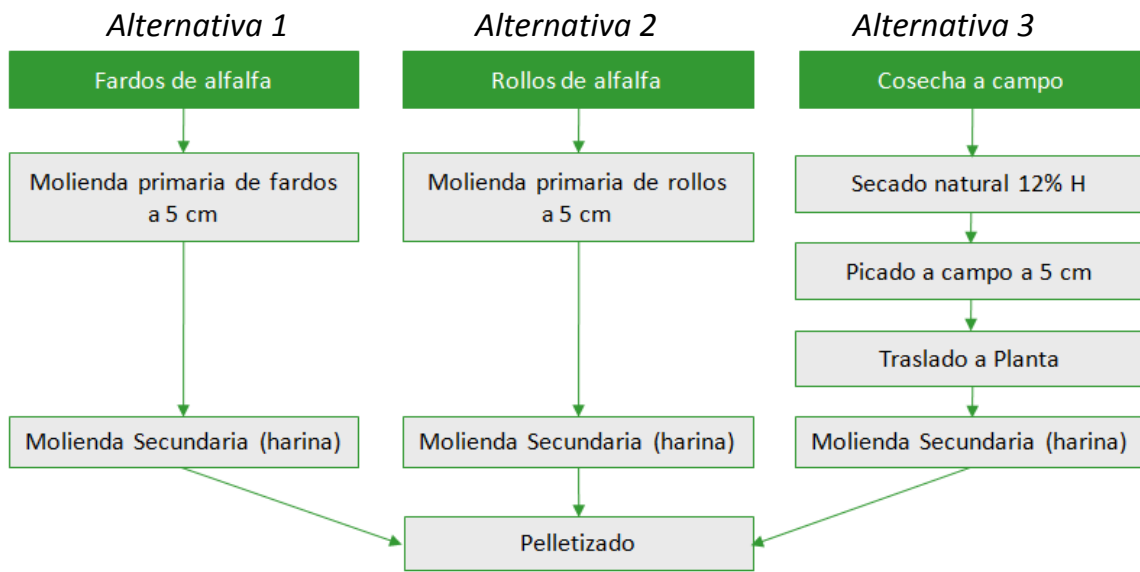 Alternativa 1
Alternativa 2
Alternativa 3
Fardos de alfalfa
Rollos de alfalfa
Cosecha a campo
Molienda primaria de fardos
a 5 cm
Molienda primaria de rollos
a 5 cm
Secado natural 12% H
Picado a campo a 5 cm
Traslado a Planta
Molienda Secundaria (harina)
Molienda Secundaria (harina)
Molienda Secundaria (harina)
Pelletizado